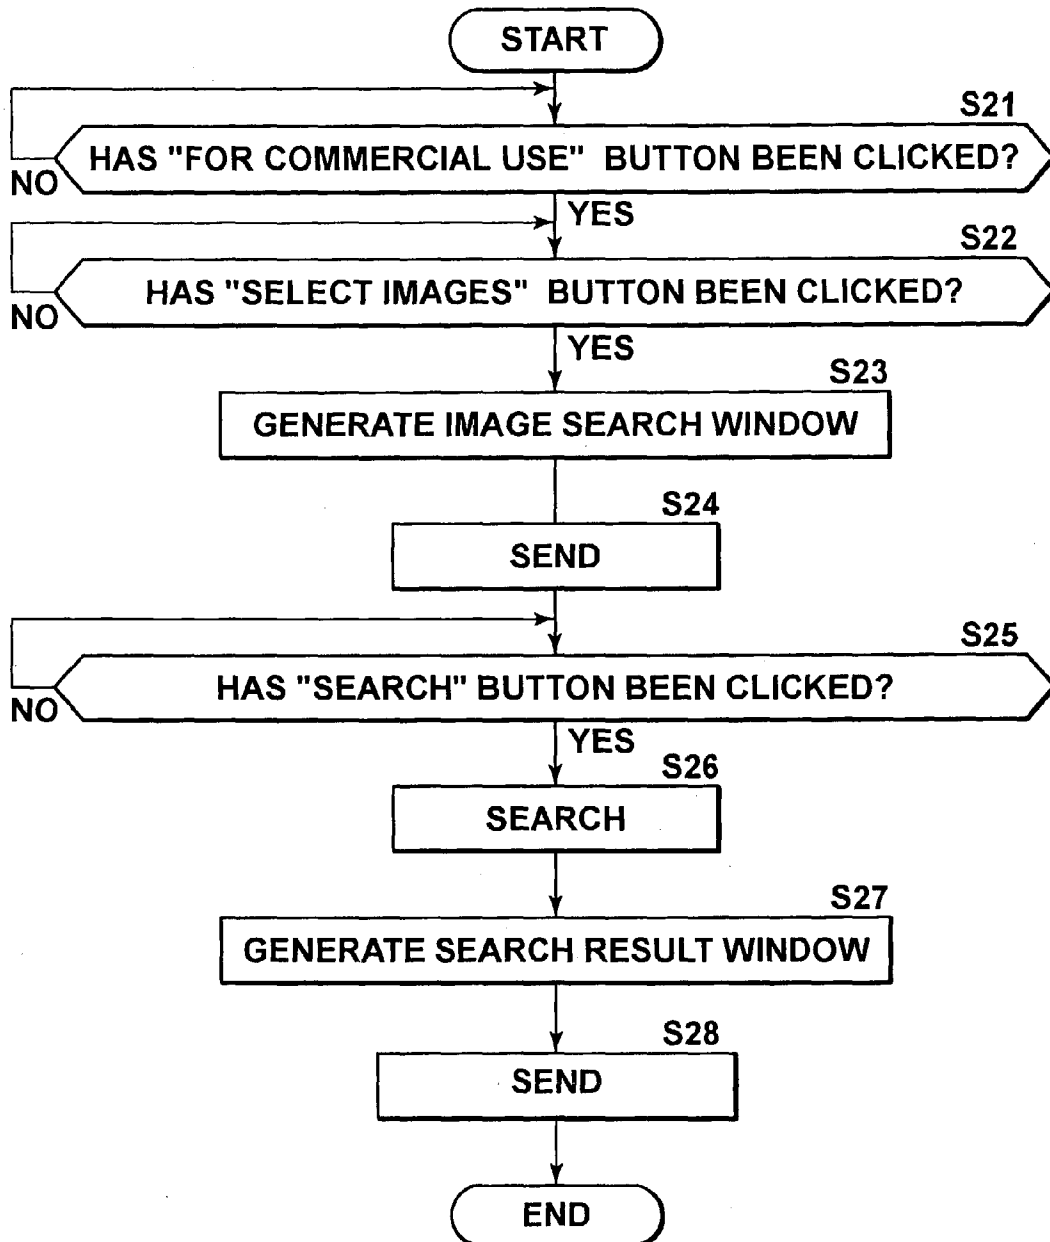 START
S21
HAS "FOR COMMERCIAL USE" BUTTON BEEN CLICKED?
NO
YES
S22
HAS "SELECT IMAGES" BUTTON BEEN CLICKED?
NO
YES
S23
GENERATE IMAGE SEARCH WINDOW
S24
SEND
S25
HAS "SEARCH" BUTTON BEEN CLICKED?
NO
YES
S26
SEARCH
S27
GENERATE SEARCH RESULT WINDOW
S28
SEND
END